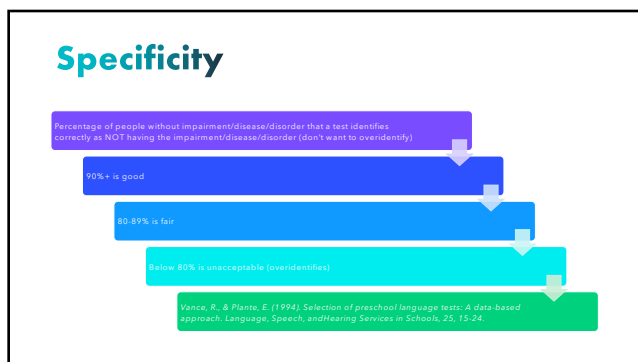 Specificity
Percentage of people without impairment/disease/disorder that a test identifies
correctly as NOT having the impairment/disease/disorder (don't want to overidentify)
90%+ is good
80-89% is fair
Below 80% is unacceptable (overidentifies)
Vance, R., & Plante, E. (1994). Selection of preschool language tests: A data-based
approach. Language, Speech, andHearing Services in Schools, 25, 15-24.